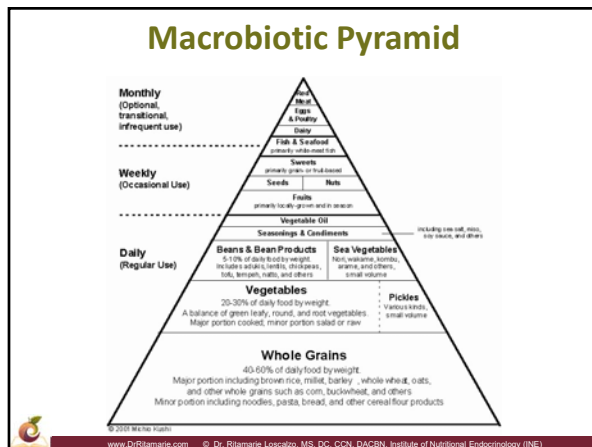 Macrobiotic Pyramid
Monthly
(Optional,
transitional,
infrequent use)
Red
Meat
Eggs
& Poultry
Dairy
Fish & Seafood
primarily white-meat fish
Weekly
(Occasional Use)
Sweets
primarily grain- or fruit-based
Seeds
Nuts
Fruits
primarily locally-grown and in season
Vegetable Oil
Seasonings & Condiments
including sea salt, miso,
soy sauce, and others
Daily
(Regular Use)
Beans & Bean Products
5-10% of daily food by weight.
Includes adukis, lentils, chickpeas,
tofu, tempeh, natto, and others
Sea Vegetables
Nori, wakame, kombu,
arame, and others,
small volume
Vegetables
20-30% of daily food by weight.
A balance of green leafy, round, and root vegetables.
Major portion cooked; minor portion salad or raw
Pickles
Various kinds,
small volume
Whole Grains
40-60% of daily food by weight.
Major portion including brown rice, millet, barley , whole wheat, oats,
and other whole grains such as corn, buckwheat, and others
Minor portion including noodles, pasta, bread, and other cereal flour products
© 2001 Michio Kushi
www.DrRitamarie.com © Dr. Ritamarie Loscalzo, MS, DC, CCN, DACBN, Institute of Nutritional Endocrinology (INE)